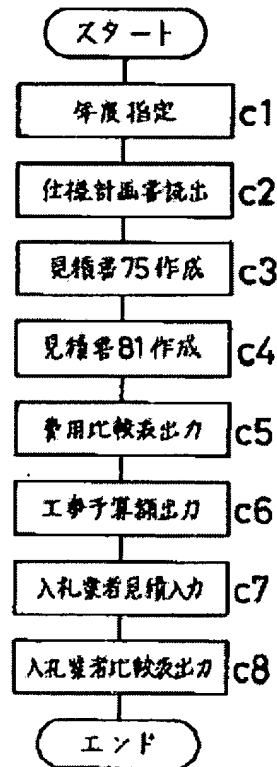 スタート
年度指定 c1
仕様計画書読出 c2
見積書75作成 c3
見積書81作成 c4
費用比較表出力 c5
工事予算額出力 c6
入札業者見積入力 c7
入札業者比較表出力 c8
エンド